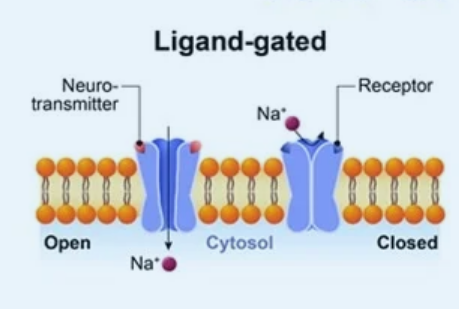 Ligand-gated
Neuro-
transmitter
Receptor
Na⁺
Open
Cytosol
Closed
Na⁺